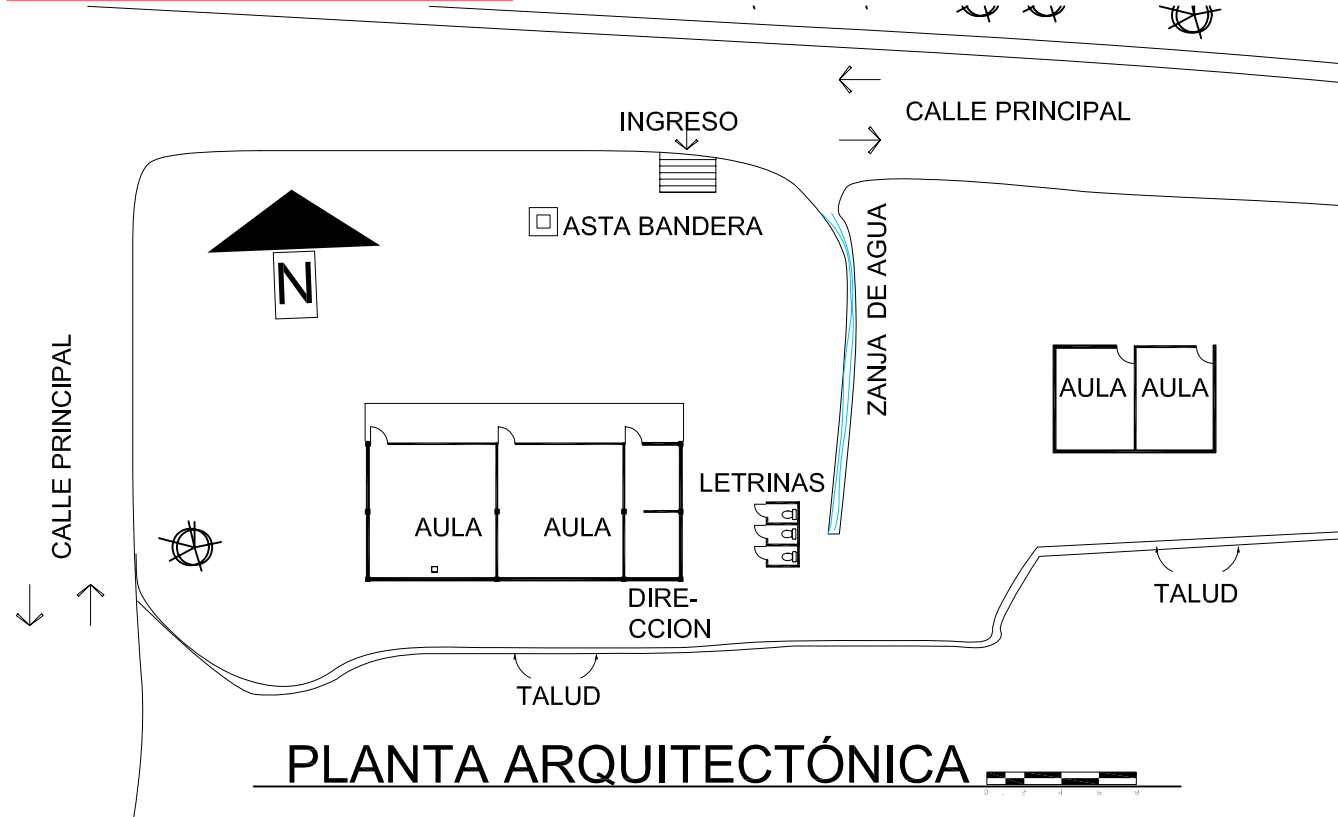 INGRESO
CALLE PRINCIPAL
ASTA BANDERA
N
ZANJA DE AGUA
CALLE PRINCIPAL
AULA AULA
LETRINAS
AULA AULA
DIRE-
CCION
TALUD
TALUD
PLANTA ARQUITECTÓNICA